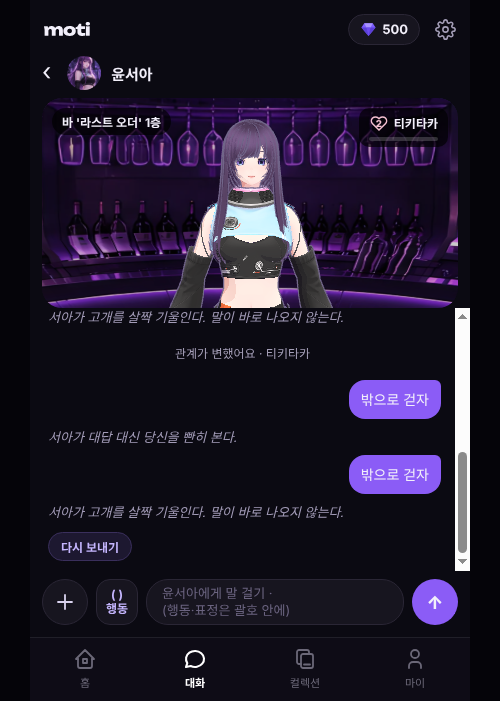 moti
500
윤서아
바 '라스트 오더' 1층
2
티키타카
서아가 고개를 살짝 기울인다. 말이 바로 나오지 않는다.
관계가 변했어요 · 티키타카
밖으로 걷자
서아가 대답 대신 당신을 빤히 본다.
밖으로 걷자
서아가 고개를 살짝 기울인다. 말이 바로 나오지 않는다.
다시 보내기
( )
행동
윤서아에게 말 걸기 ·
(행동·표정은 괄호 안에)
홈
대화
컬렉션
마이